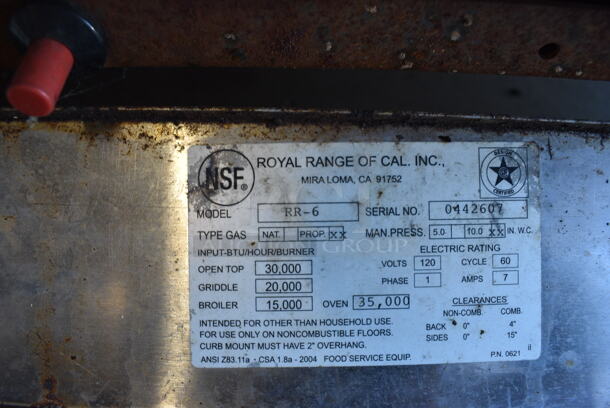 NSF®
ROYAL RANGE OF CAL. INC.,
MIRA LOMA, CA 91752
DESIGN CERTIFIED
MODEL RR-6 SERIAL NO. 0442607
TYPE GAS NAT. PROP. XX MAN.PRESS. 5.0 10.0 XX IN. W.C.
INPUT-BTU/HOUR/BURNER ELECTRIC RATING
OPEN TOP 30,000 VOLTS 120 CYCLE 60
GRIDDLE 20,000 PHASE 1 AMPS 7
BROILER 15,000 OVEN 35,000 CLEARANCES
NON-COMB. COMB.
INTENDED FOR OTHER THAN HOUSEHOLD USE. BACK 0" 4"
FOR USE ONLY ON NONCOMBUSTIBLE FLOORS. SIDES 0" 15"
CURB MOUNT MUST HAVE 2" OVERHANG.
ANSI Z83.11a • CSA 1.8a - 2004 FOOD SERVICE EQUIP. P.N. 0621
GROUP